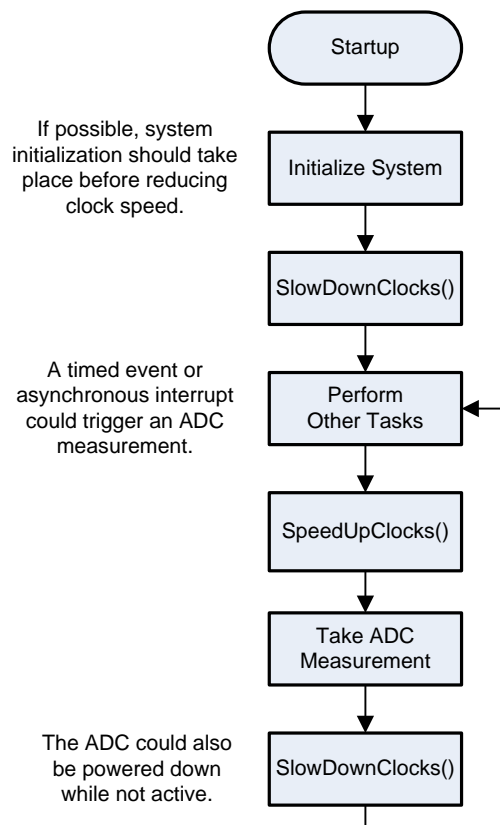 Startup
If possible, system
initialization should take
place before reducing
clock speed.
Initialize System
SlowDownClocks()
A timed event or
asynchronous interrupt
could trigger an ADC
measurement.
Perform
Other Tasks
SpeedUpClocks()
Take ADC
Measurement
The ADC could also
be powered down
while not active.
SlowDownClocks()